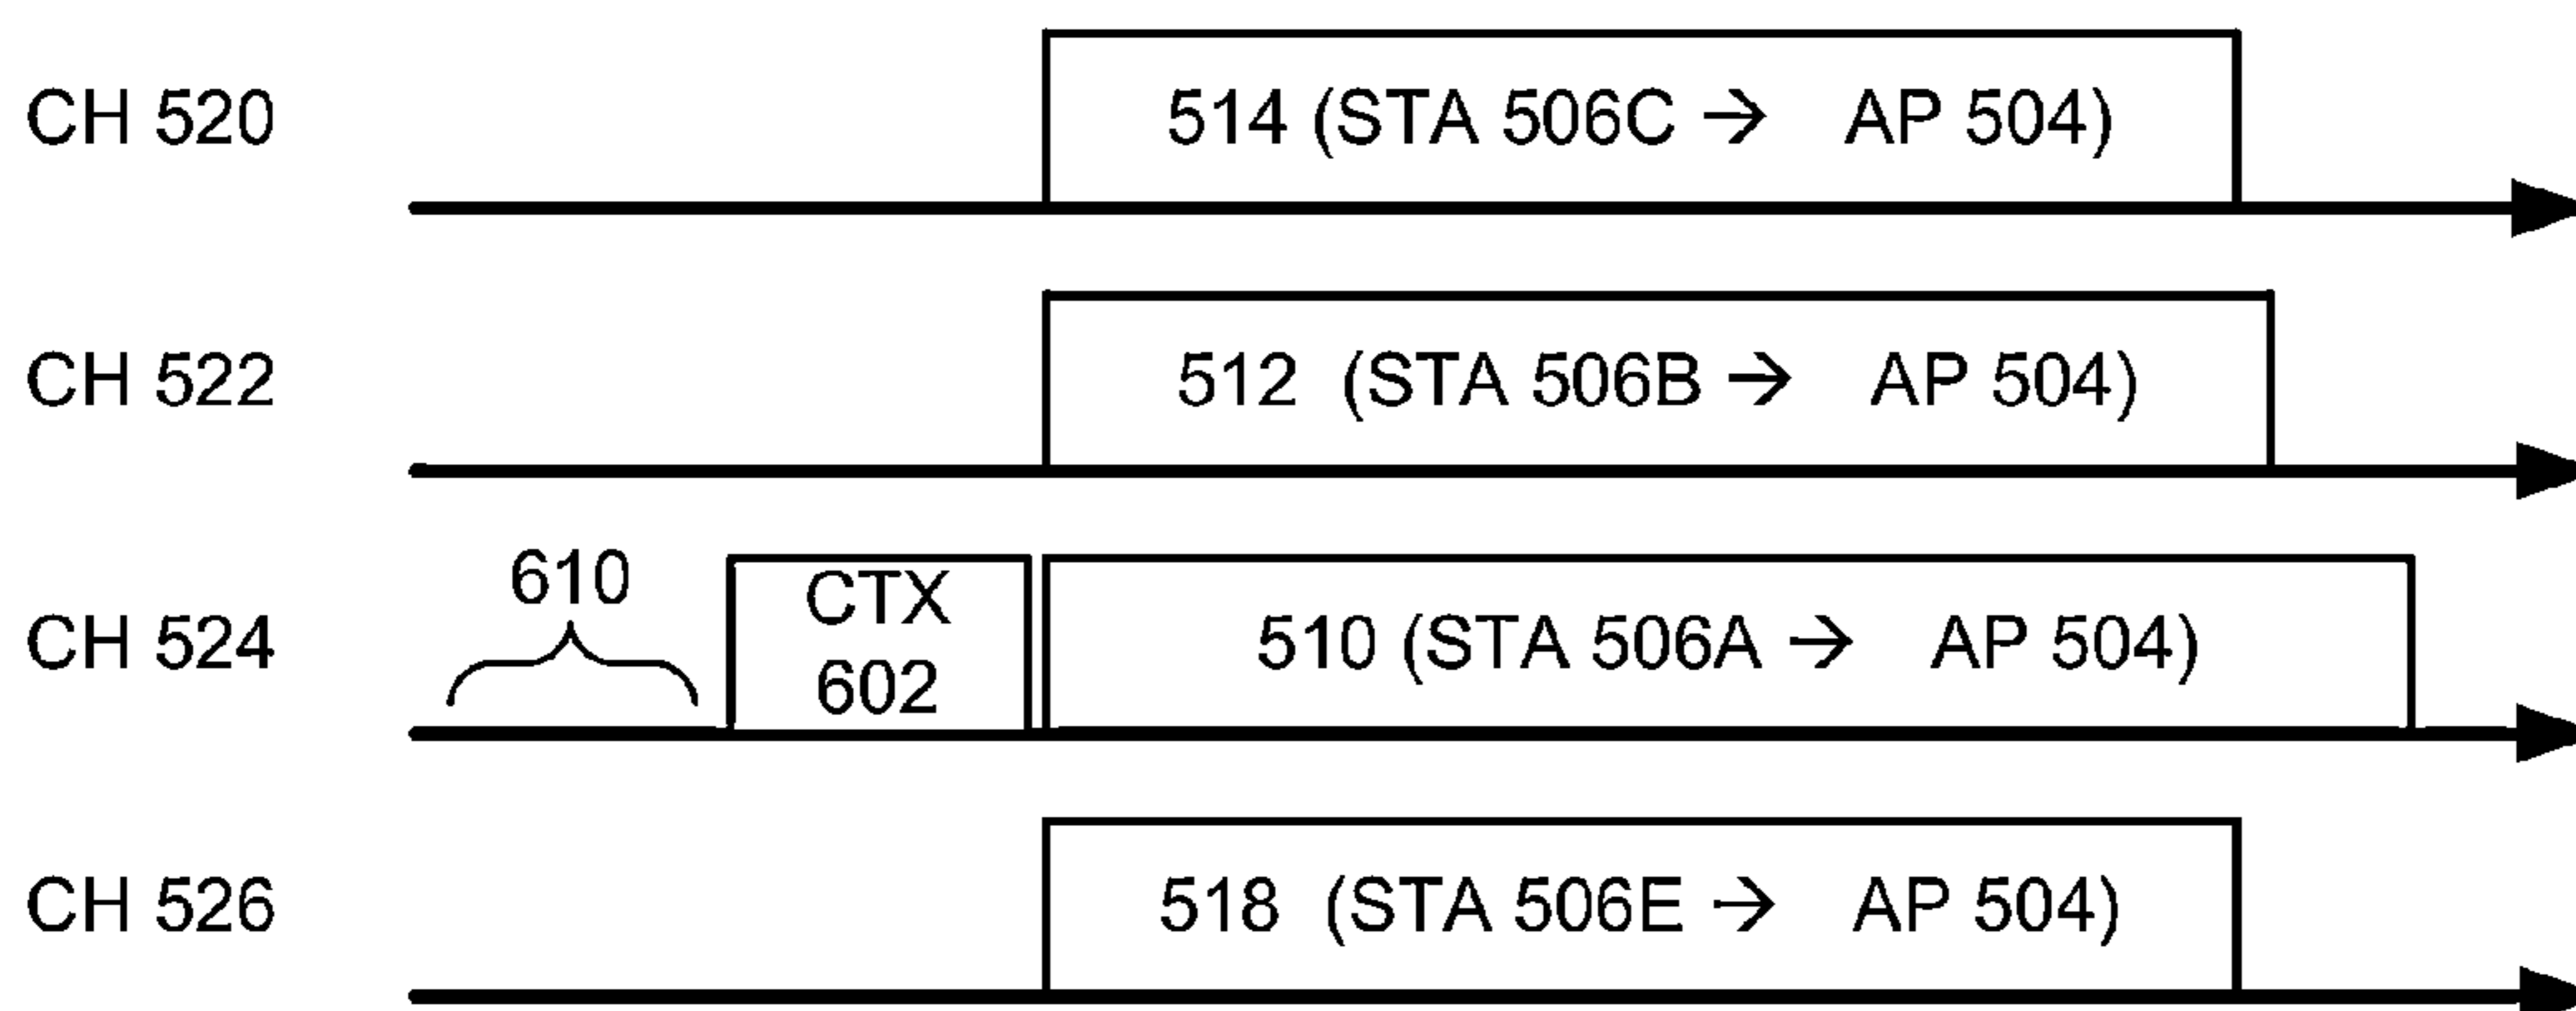 CH 520
514 (STA 506C → AP 504)
CH 522
512 (STA 506B → AP 504)
CH 524
610
CTX
602
510 (STA 506A → AP 504)
CH 526
518 (STA 506E → AP 504)